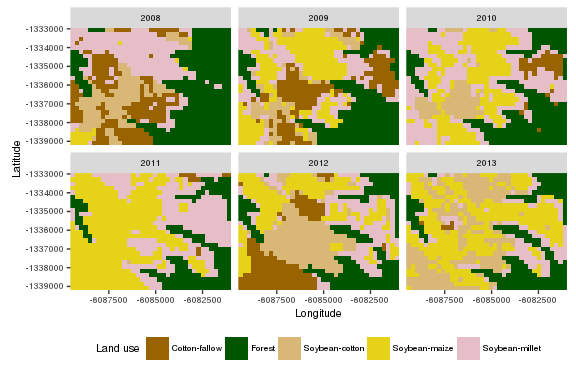 2008 2009 2010
-1333000
-1334000
-1335000
-1336000
-1337000
-1338000
-1339000
2011 2012 2013
-1333000
-1334000
-1335000
-1336000
-1337000
-1338000
-1339000
Latitude
-6087500 -6085000 -6082500 -6087500 -6085000 -6082500 -6087500 -6085000 -6082500
Longitude
Land use Cotton-fallow Forest Soybean-cotton Soybean-maize Soybean-millet